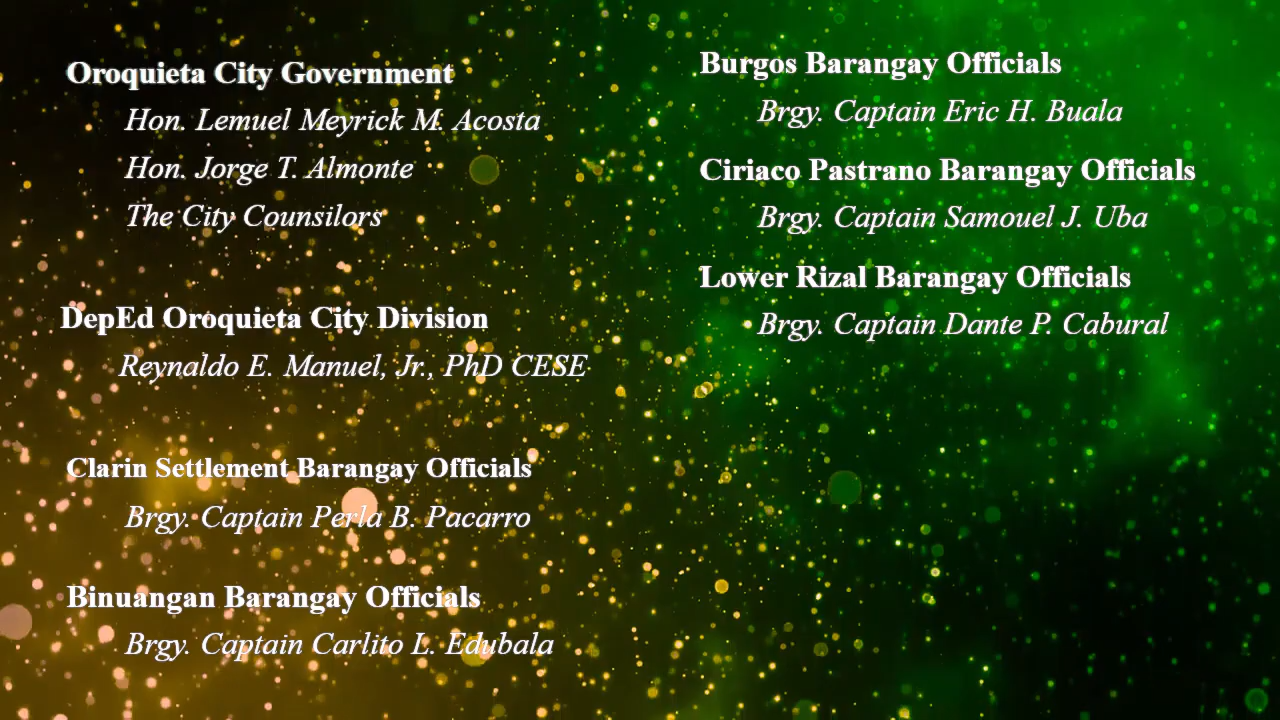 Oroquieta City Government
Hon. Lemuel Meyrick M. Acosta
Hon. Jorge T. Almonte
The City Counsilors
DepEd Oroquieta City Division
Reynaldo E. Manuel, Jr., PhD CESE
Clarin Settlement Barangay Officials
Brgy. Captain Perla B. Pacarro
Binuangan Barangay Officials
Brgy. Captain Carlito L. Edubala
Burgos Barangay Officials
Brgy. Captain Eric H. Buala
Ciriaco Pastrano Barangay Officials
Brgy. Captain Samouel J. Uba
Lower Rizal Barangay Officials
Brgy. Captain Dante P. Cabural